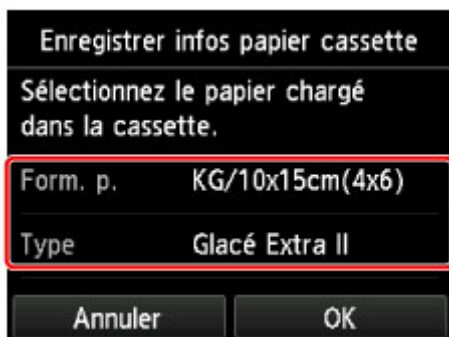 Enregistrer infos papier cassette
Sélectionnez le papier chargé
dans la cassette.
Form. p. KG/10x15cm(4x6)
Type Glacé Extra II
Annuler OK